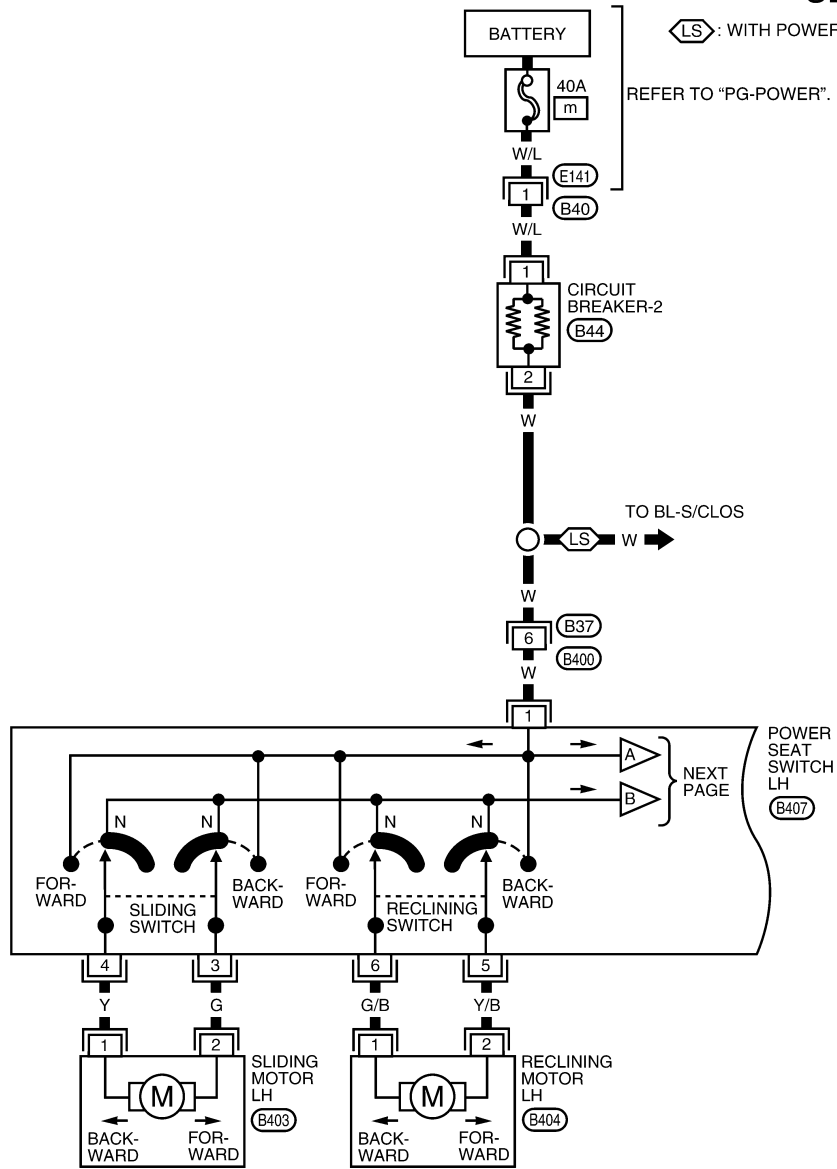 BATTERY
LS : WITH POWER
40A
m
REFER TO "PG-POWER".
W/L
E141
1
B40
W/L
1
CIRCUIT
BREAKER-2
B44
2
W
TO BL-S/CLOS
LS W
W
B37
6
B400
W
1
POWER
SEAT
SWITCH
LH
B407
A
NEXT
PAGE
B
N N N N
FOR-
WARD
BACK-
WARD
FOR-
WARD
BACK-
WARD
SLIDING
SWITCH
RECLINING
SWITCH
4 3 6 5
Y G G/B Y/B
1 2 1 2
SLIDING
MOTOR
LH
B403
RECLINING
MOTOR
LH
B404
M M
BACK-
WARD
FOR-
WARD
BACK-
WARD
FOR-
WARD